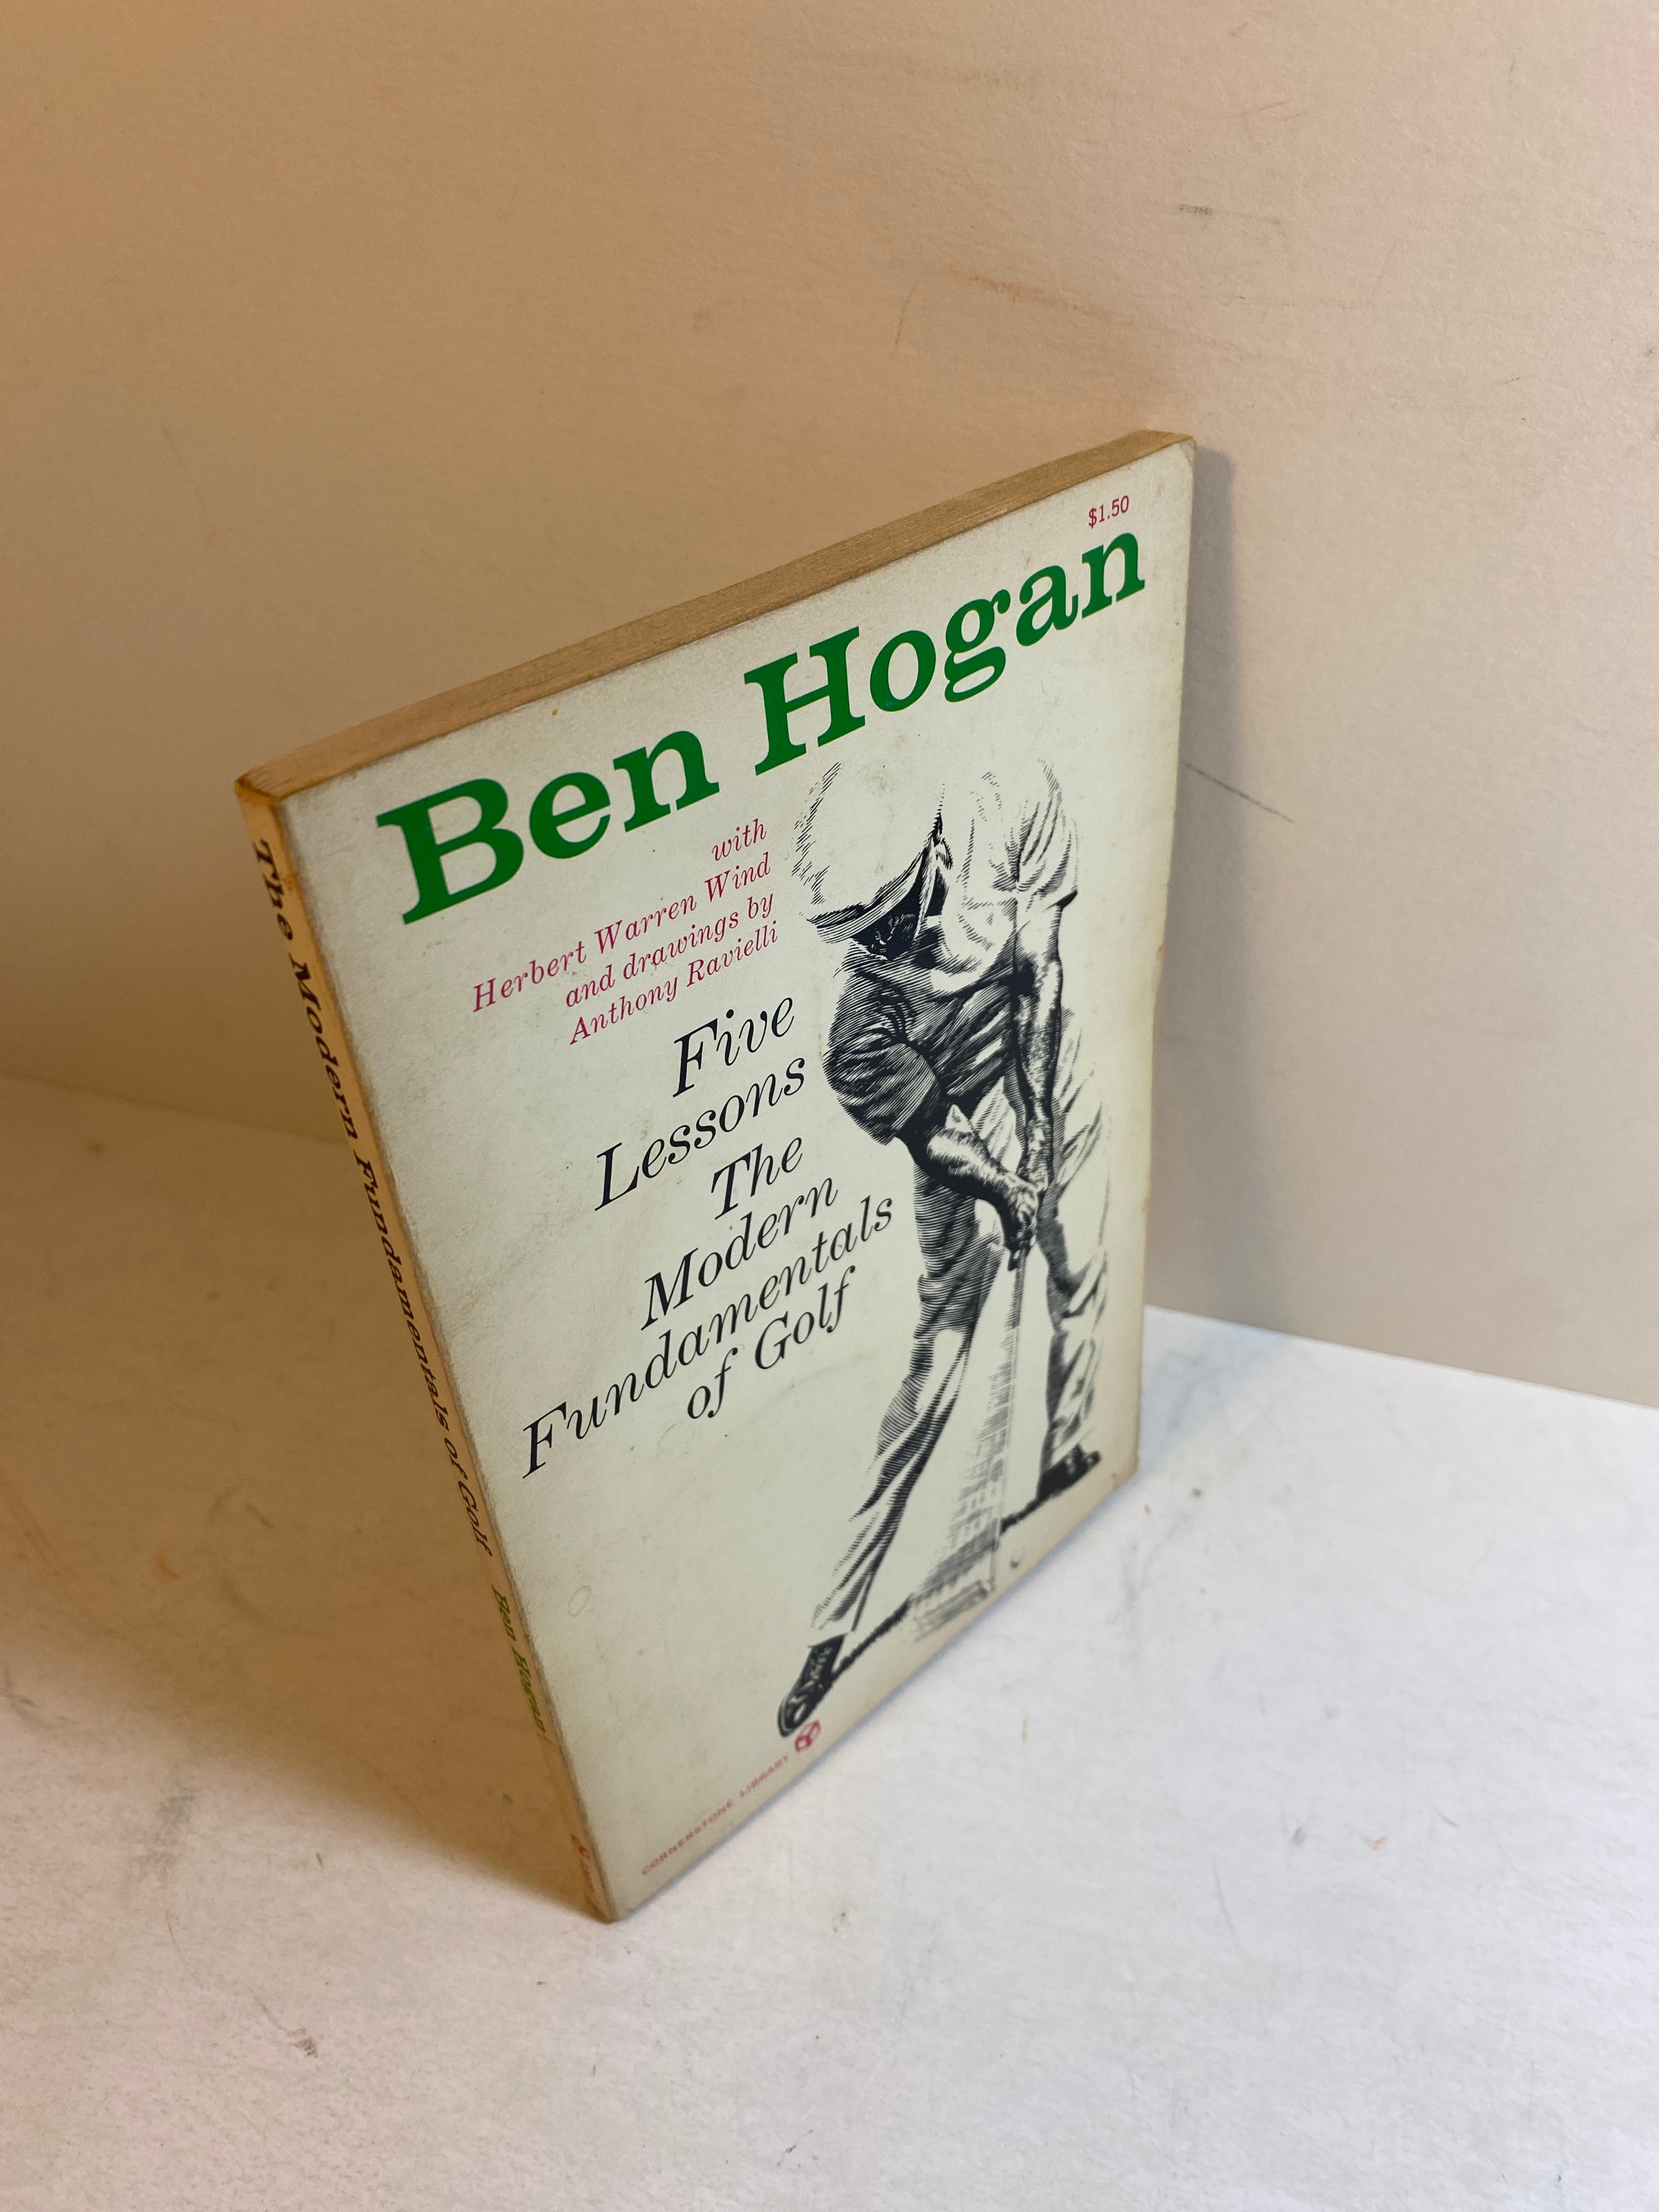 $1.50
Ben Hogan
with
Herbert Warren Wind
and drawings by
Anthony Ravielli
Five
Lessons
The
Modern
Fundamentals
of Golf
CORNERSTONE LIBRARY
The Modern Fundamentals of Golf Ben Hogan